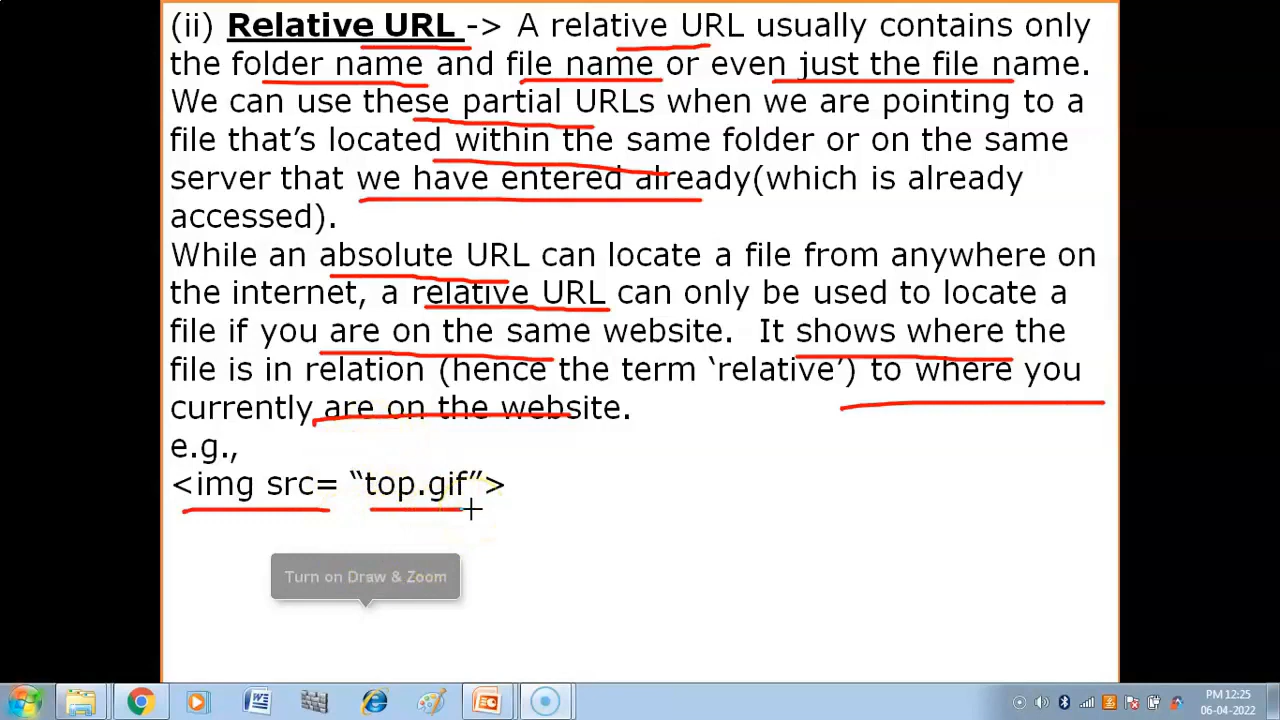 (ii) Relative URL -> A relative URL usually contains only
the folder name and file name or even just the file name.
We can use these partial URLs when we are pointing to a
file that’s located within the same folder or on the same
server that we have entered already(which is already
accessed).
While an absolute URL can locate a file from anywhere on
the internet, a relative URL can only be used to locate a
file if you are on the same website. It shows where the
file is in relation (hence the term ‘relative’) to where you
currently are on the website.
e.g.,
<img src= “top.gif”>
Turn on Draw & Zoom
PM 12:25
06-04-2022